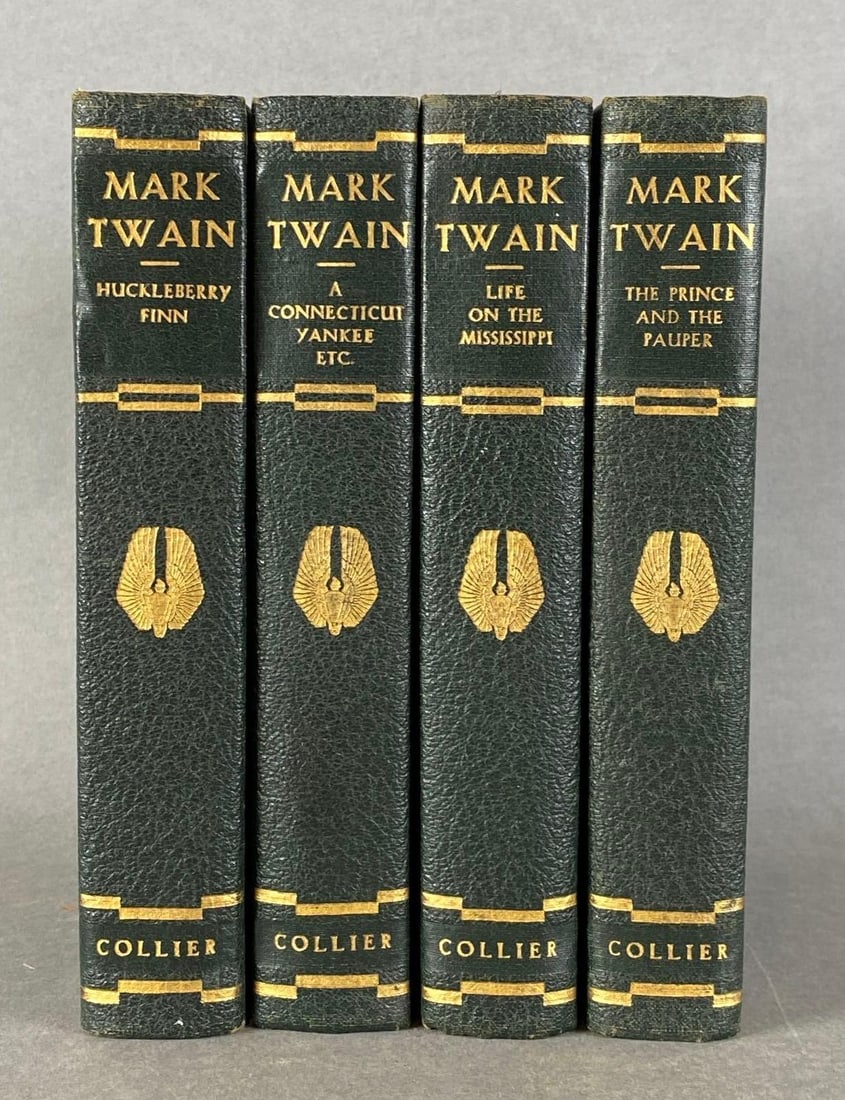 MARK
TWAIN
HUCKLEBERRY
FINN
COLLIER
MARK
TWAIN
A
CONNECTICUT
YANKEE
ETC.
COLLIER
MARK
TWAIN
LIFE
ON THE
MISSISSIPPI
COLLIER
MARK
TWAIN
THE PRINCE
AND THE
PAUPER
COLLIER